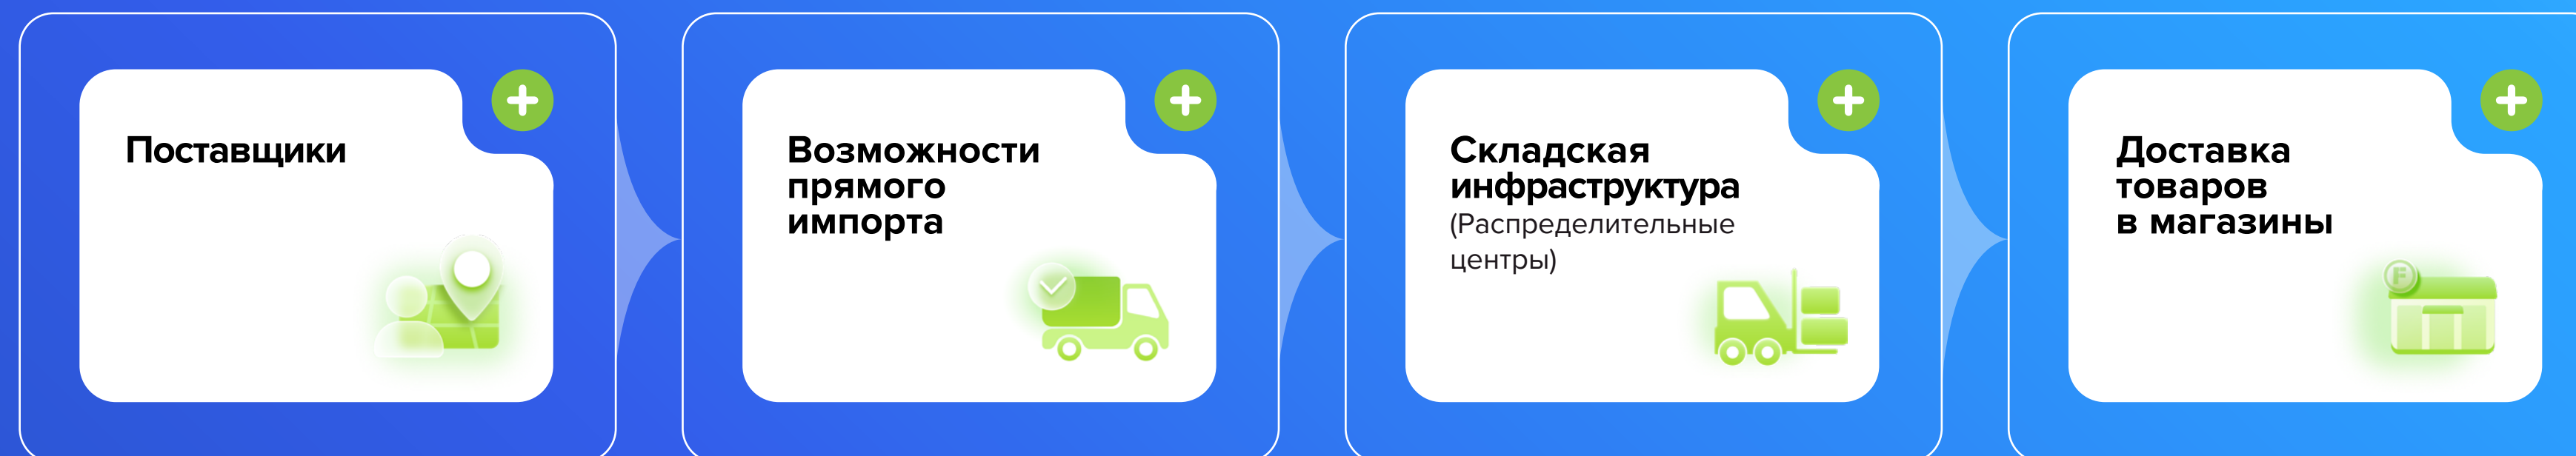 Поставщики
Возможности
прямого
импорта
Складская
инфраструктура
(Распределительные
центры)
Доставка
товаров
в магазины
F